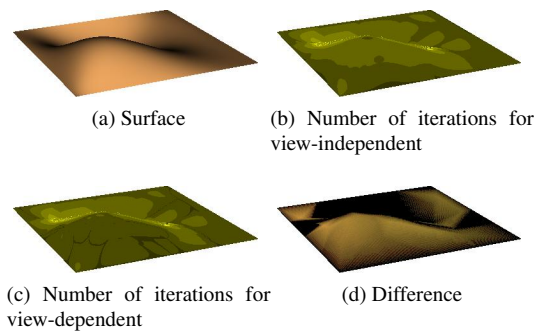 (a) Surface
(b) Number of iterations for
view-independent
(c) Number of iterations for
view-dependent
(d) Difference